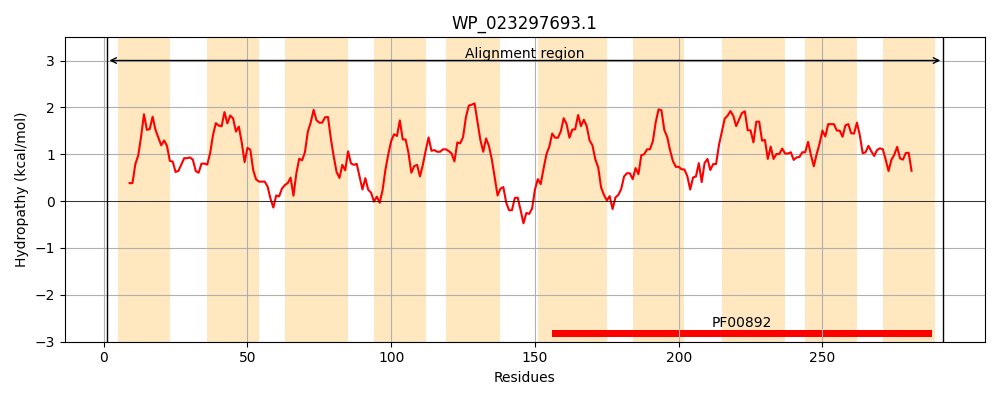 WP_023297693.1
Alignment region
Hydropathy (kcal/mol)
3
2
1
0
−1
−2
−3
PF00892
0 50 100 150 200 250
Residues